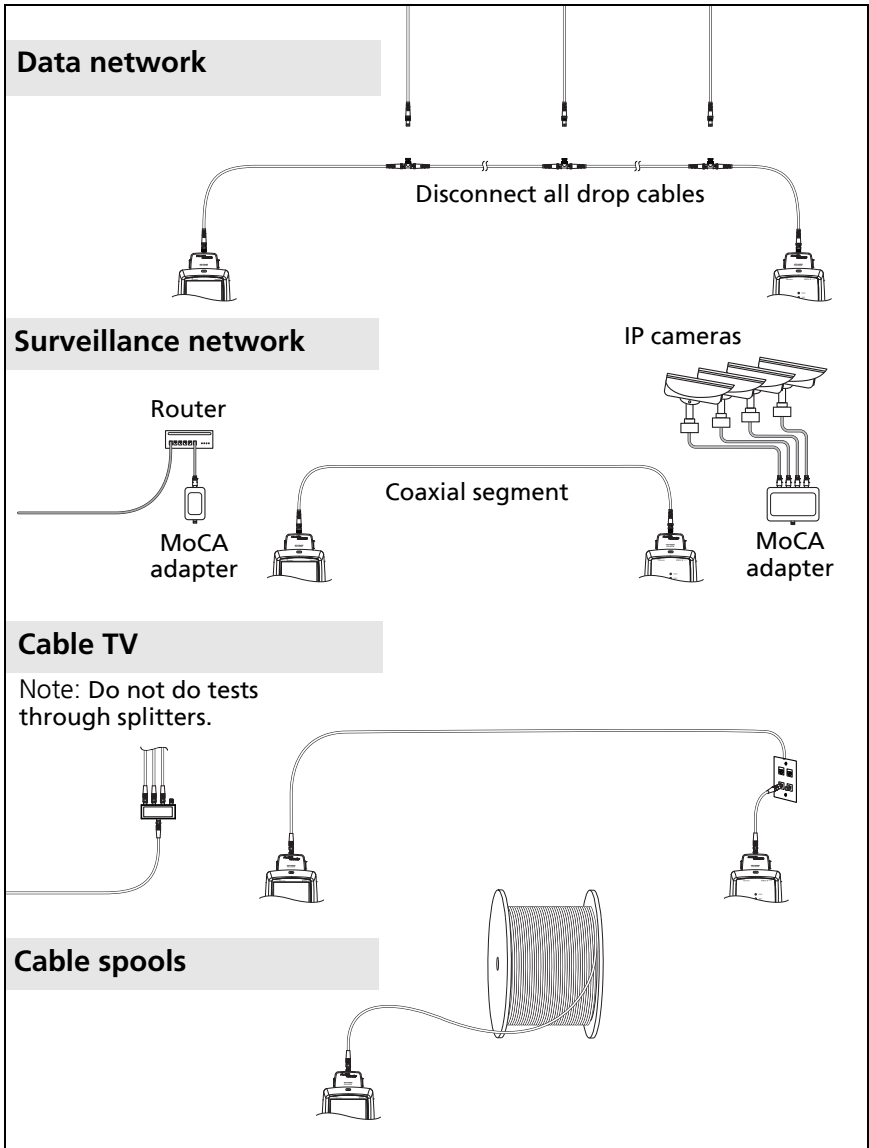 Data network
Disconnect all drop cables
Surveillance network
IP cameras
Router
Coaxial segment
MoCA
adapter
MoCA
adapter
Cable TV
Note: Do not do tests
through splitters.
Cable spools